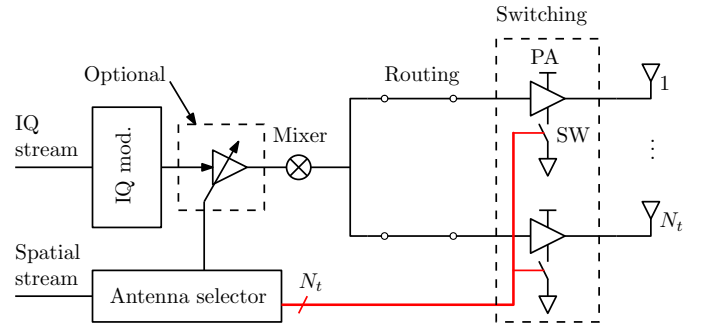 Switching
Optional
Routing
PA
1
IQ
stream
IQ mod.
Mixer
SW
⋮
N_t
Spatial
stream
Antenna selector
N_t